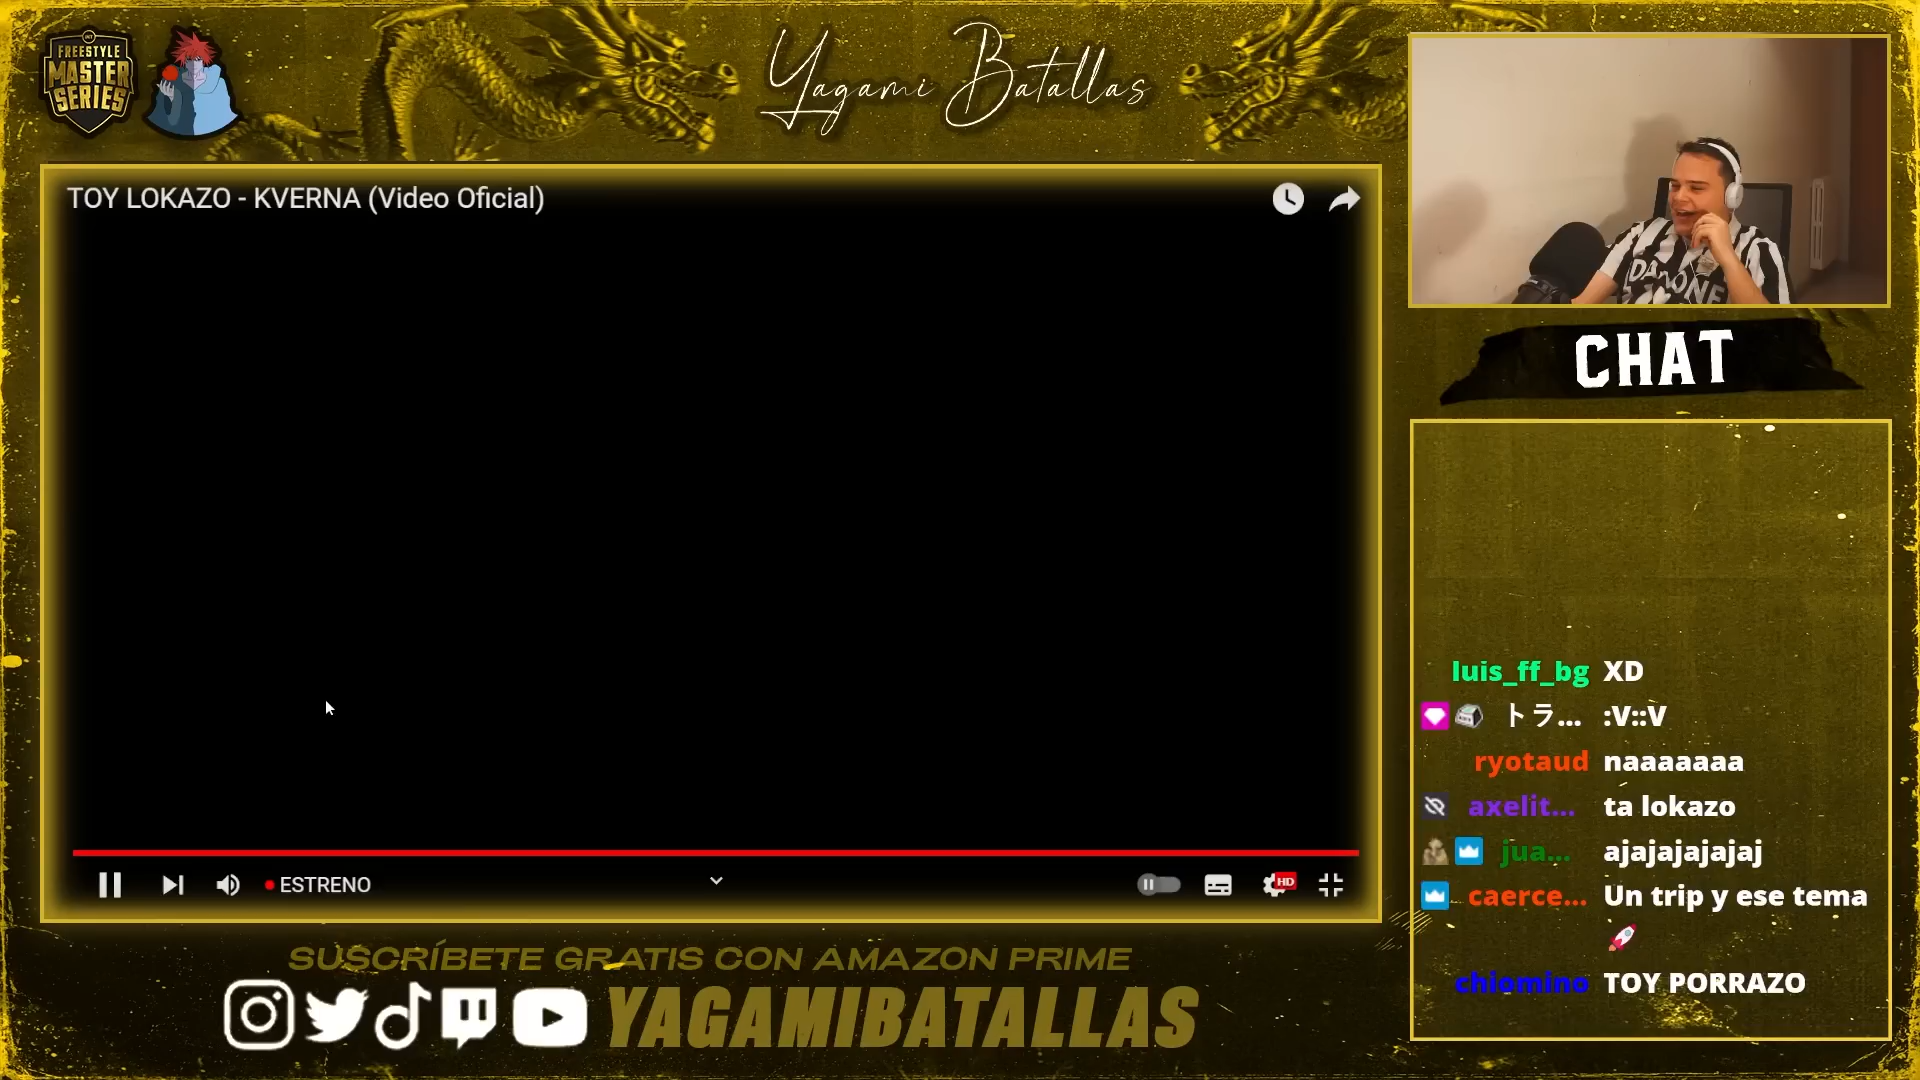 FREESTYLE
MASTER
SERIES
Yagami Batallas
TOY LOKAZO - KVERNA (Video Oficial)
DANONE
CHAT
luis_ff_bg XD
トラ... :V::V
ryotaud naaaaaaa
axelit... ta lokazo
jua... ajajajajajaj
caerce... Un trip y ese tema
chiomino TOY PORRAZO
ESTRENO
HD
SUSCRÍBETE GRATIS CON AMAZON PRIME
YAGAMIBATALLAS